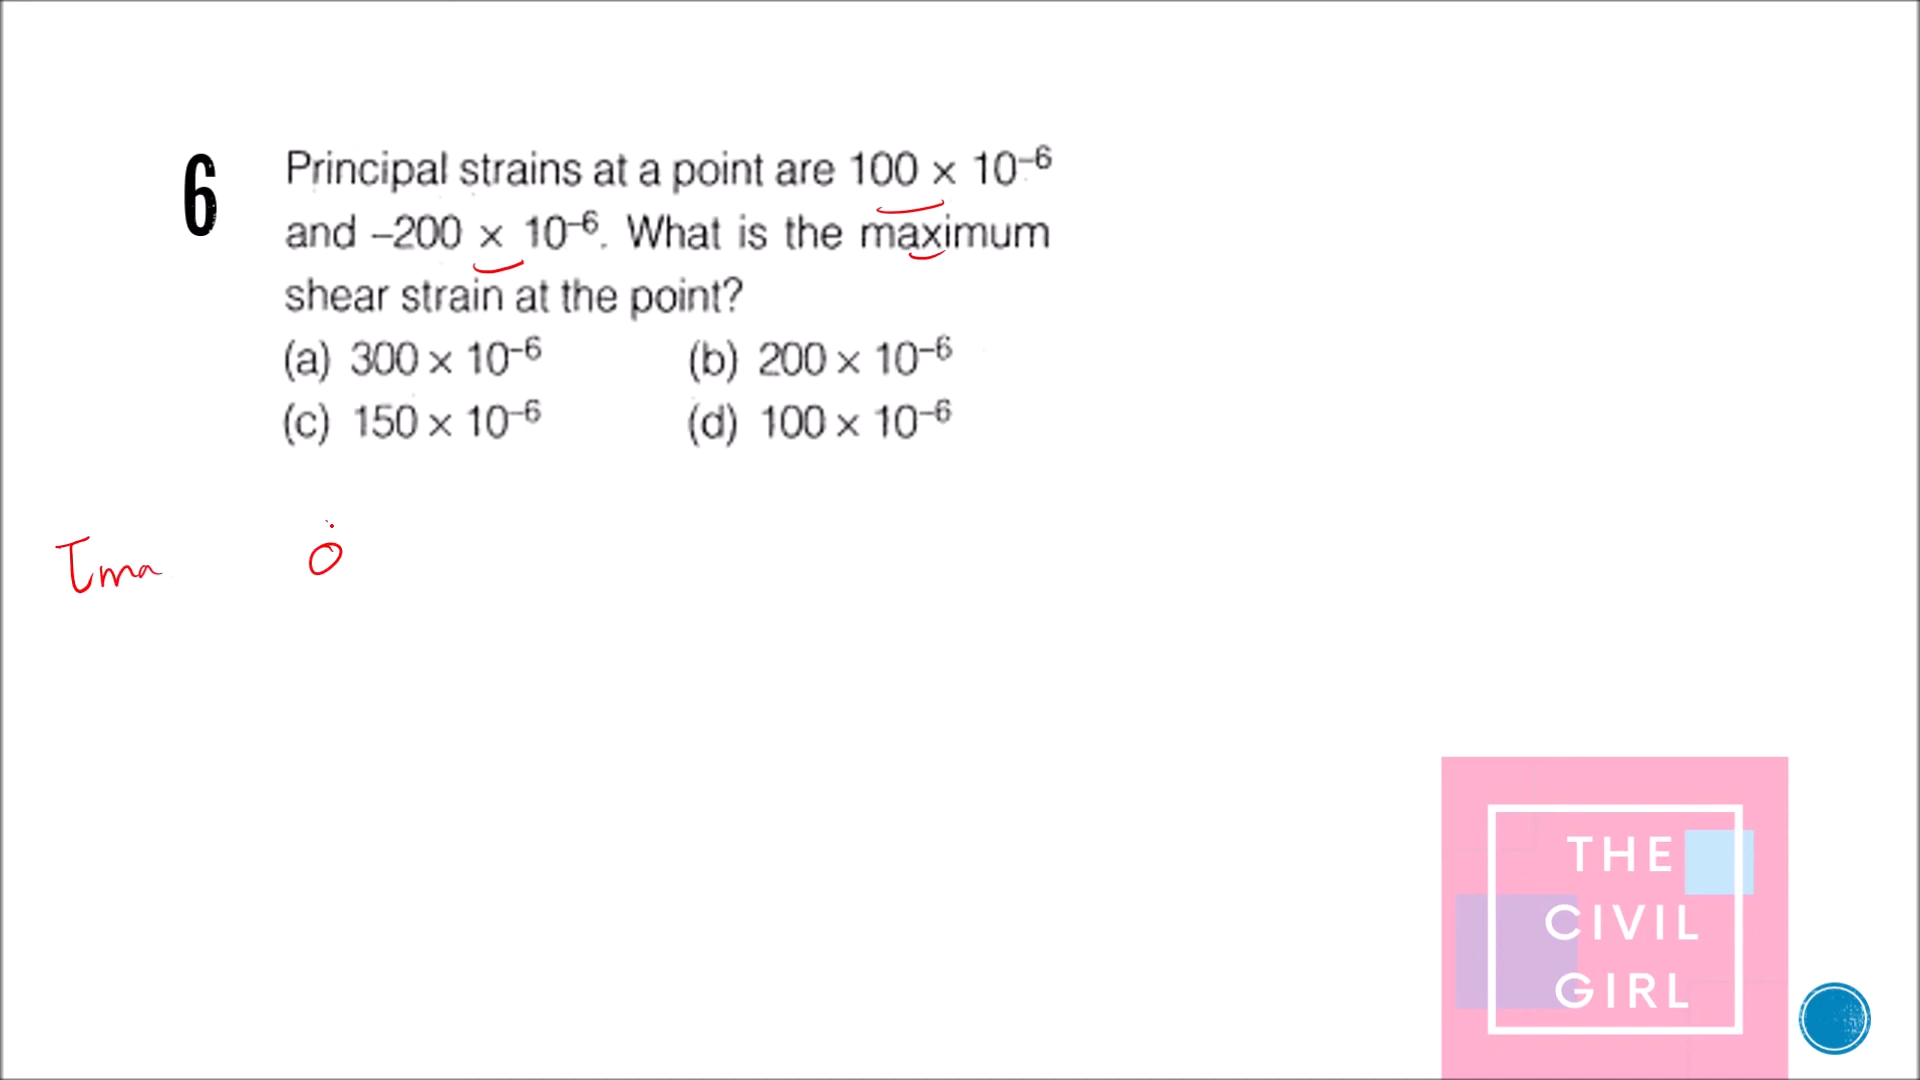 6
Principal strains at a point are 100 × 10⁻⁶
and –200 × 10⁻⁶. What is the maximum
shear strain at the point?
(a) 300 × 10⁻⁶ (b) 200 × 10⁻⁶
(c) 150 × 10⁻⁶ (d) 100 × 10⁻⁶
τma
THE
CIVIL
GIRL